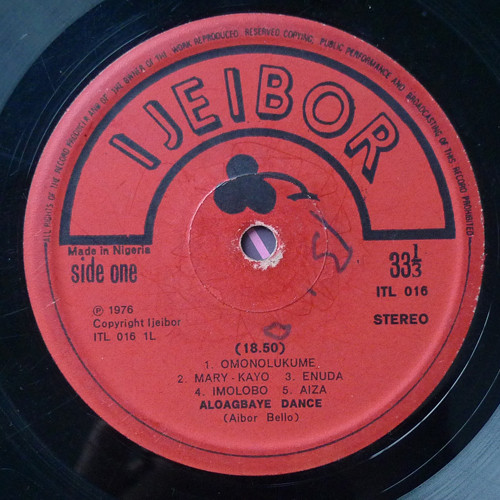 ALL RIGHTS OF THE RECORD PRODUCER AND OF THE OWNER OF THE WORK REPRODUCED RESERVED COPYING, PUBLIC PERFORMANCE AND BROADCASTING OF THIS RECORD PROHIBITED
IJEIBOR
Made in Nigeria
side one
33 1/3
ITL 016
STEREO
℗ 1976
Copyright Ijeibor
ITL 016 1L
(18.50)
1. OMONOLUKUME
2. MARY-KAYO 3. ENUDA
4. IMOLOBO 5. AIZA
ALOAGBAYE DANCE
(Aibor Bello)